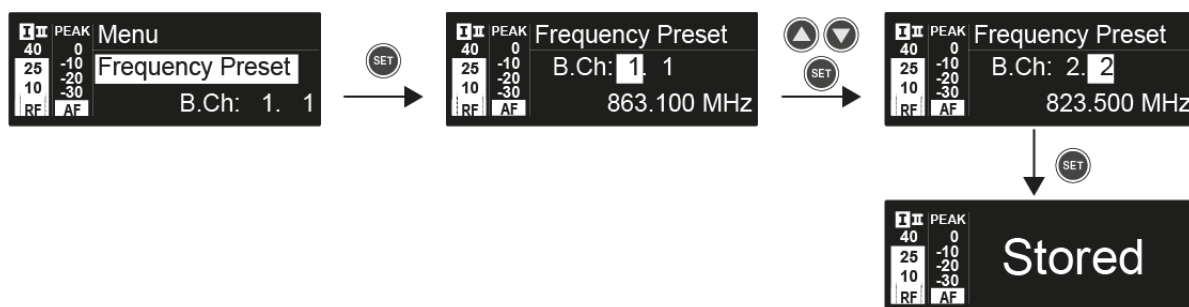 I II PEAK Menu
40 0
25 -10 Frequency Preset
10 -20
-30 B.Ch: 1. 1
RF AF
SET
I II PEAK Frequency Preset
40 0
25 -10 B.Ch: 1. 1
10 -20
-30 863.100 MHz
RF AF
SET
I II PEAK Frequency Preset
40 0
25 -10 B.Ch: 2. 2
10 -20
-30 823.500 MHz
RF AF
SET
I II PEAK
40 0
25 -10 Stored
10 -20
-30
RF AF